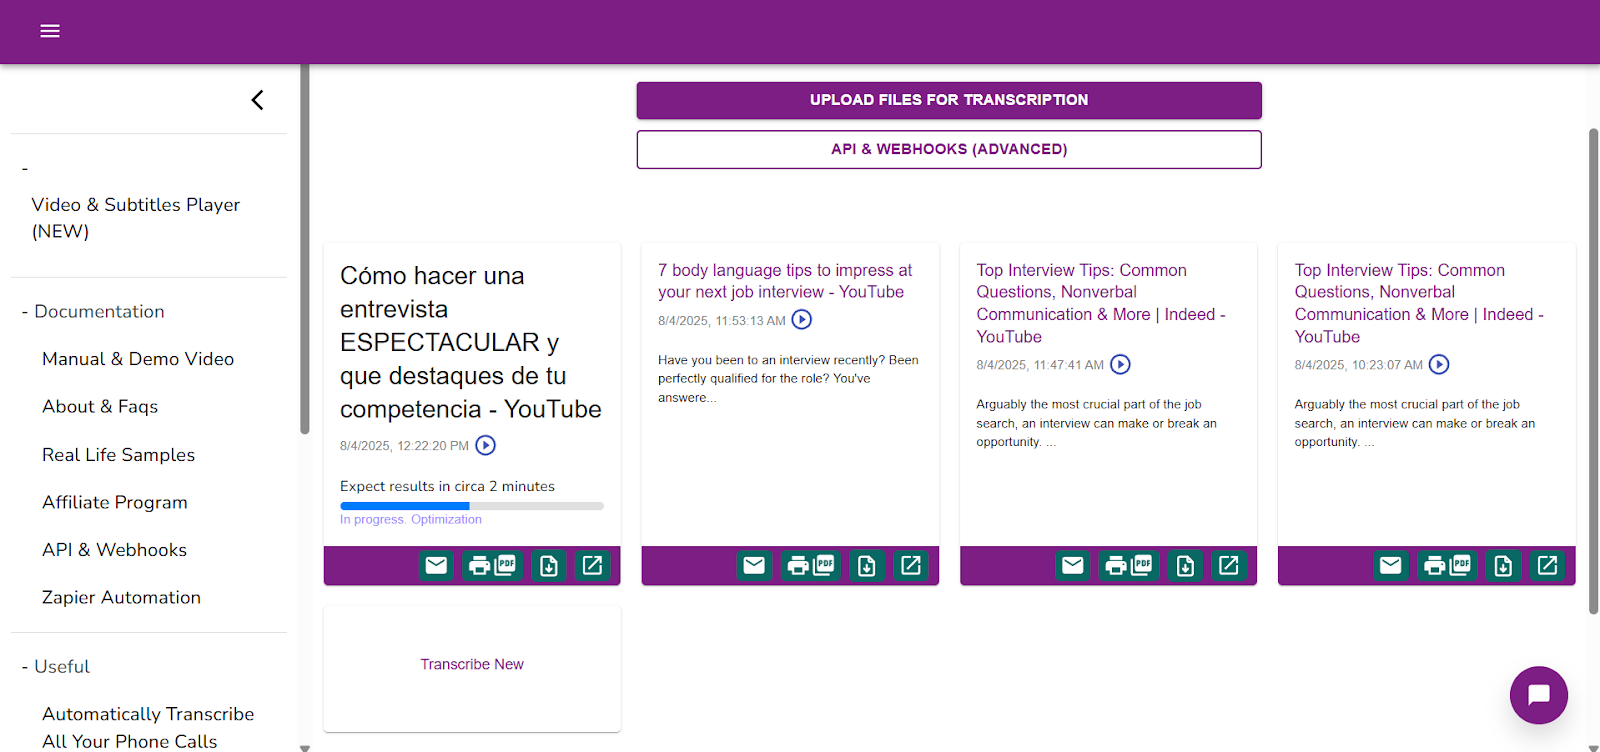 UPLOAD FILES FOR TRANSCRIPTION
API & WEBHOOKS (ADVANCED)
-
Video & Subtitles Player
(NEW)
- Documentation
Manual & Demo Video
About & Faqs
Real Life Samples
Affiliate Program
API & Webhooks
Zapier Automation
- Useful
Automatically Transcribe
All Your Phone Calls
Cómo hacer una
entrevista
ESPECTACULAR y
que destaques de tu
competencia - YouTube
8/4/2025, 12:22:20 PM
Expect results in circa 2 minutes
In progress. Optimization
PDF
7 body language tips to impress at
your next job interview - YouTube
8/4/2025, 11:53:13 AM
Have you been to an interview recently? Been
perfectly qualified for the role? You've
answere...
PDF
Top Interview Tips: Common
Questions, Nonverbal
Communication & More | Indeed -
YouTube
8/4/2025, 11:47:41 AM
Arguably the most crucial part of the job
search, an interview can make or break an
opportunity. ...
PDF
Top Interview Tips: Common
Questions, Nonverbal
Communication & More | Indeed -
YouTube
8/4/2025, 10:23:07 AM
Arguably the most crucial part of the job
search, an interview can make or break an
opportunity. ...
PDF
Transcribe New